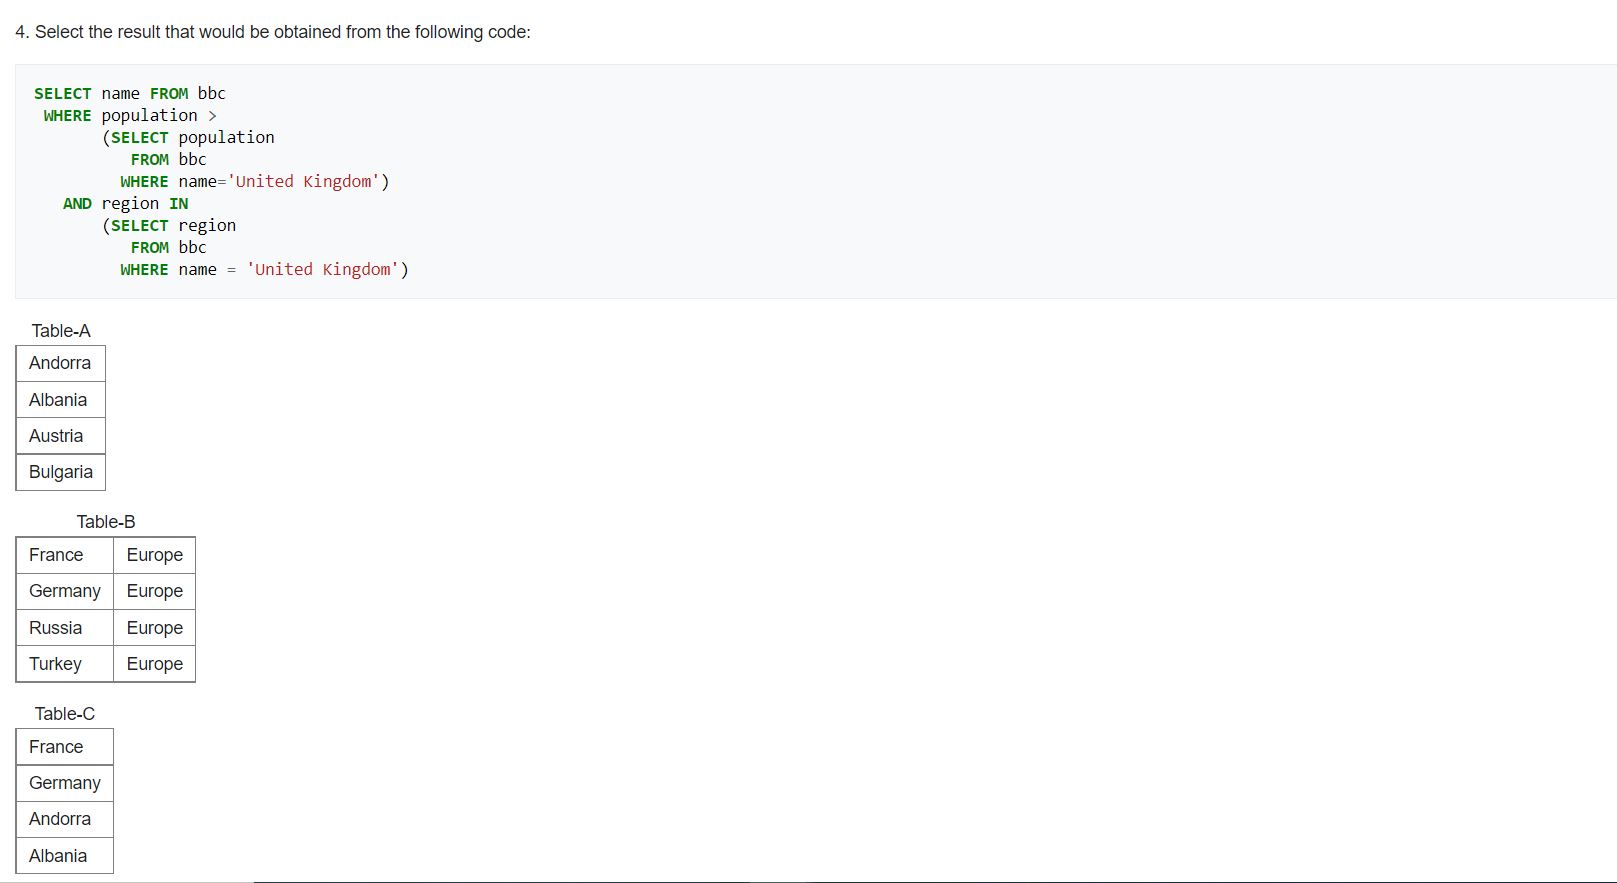 4. Select the result that would be obtained from the following code:
SELECT name FROM bbc
WHERE population >
(SELECT population
FROM bbc
WHERE name='United Kingdom')
AND region IN
(SELECT region
FROM bbc
WHERE name = 'United Kingdom')
Table-A
Andorra
Albania
Austria
Bulgaria
Table-B
France Europe
Germany Europe
Russia Europe
Turkey Europe
Table-C
France
Germany
Andorra
Albania